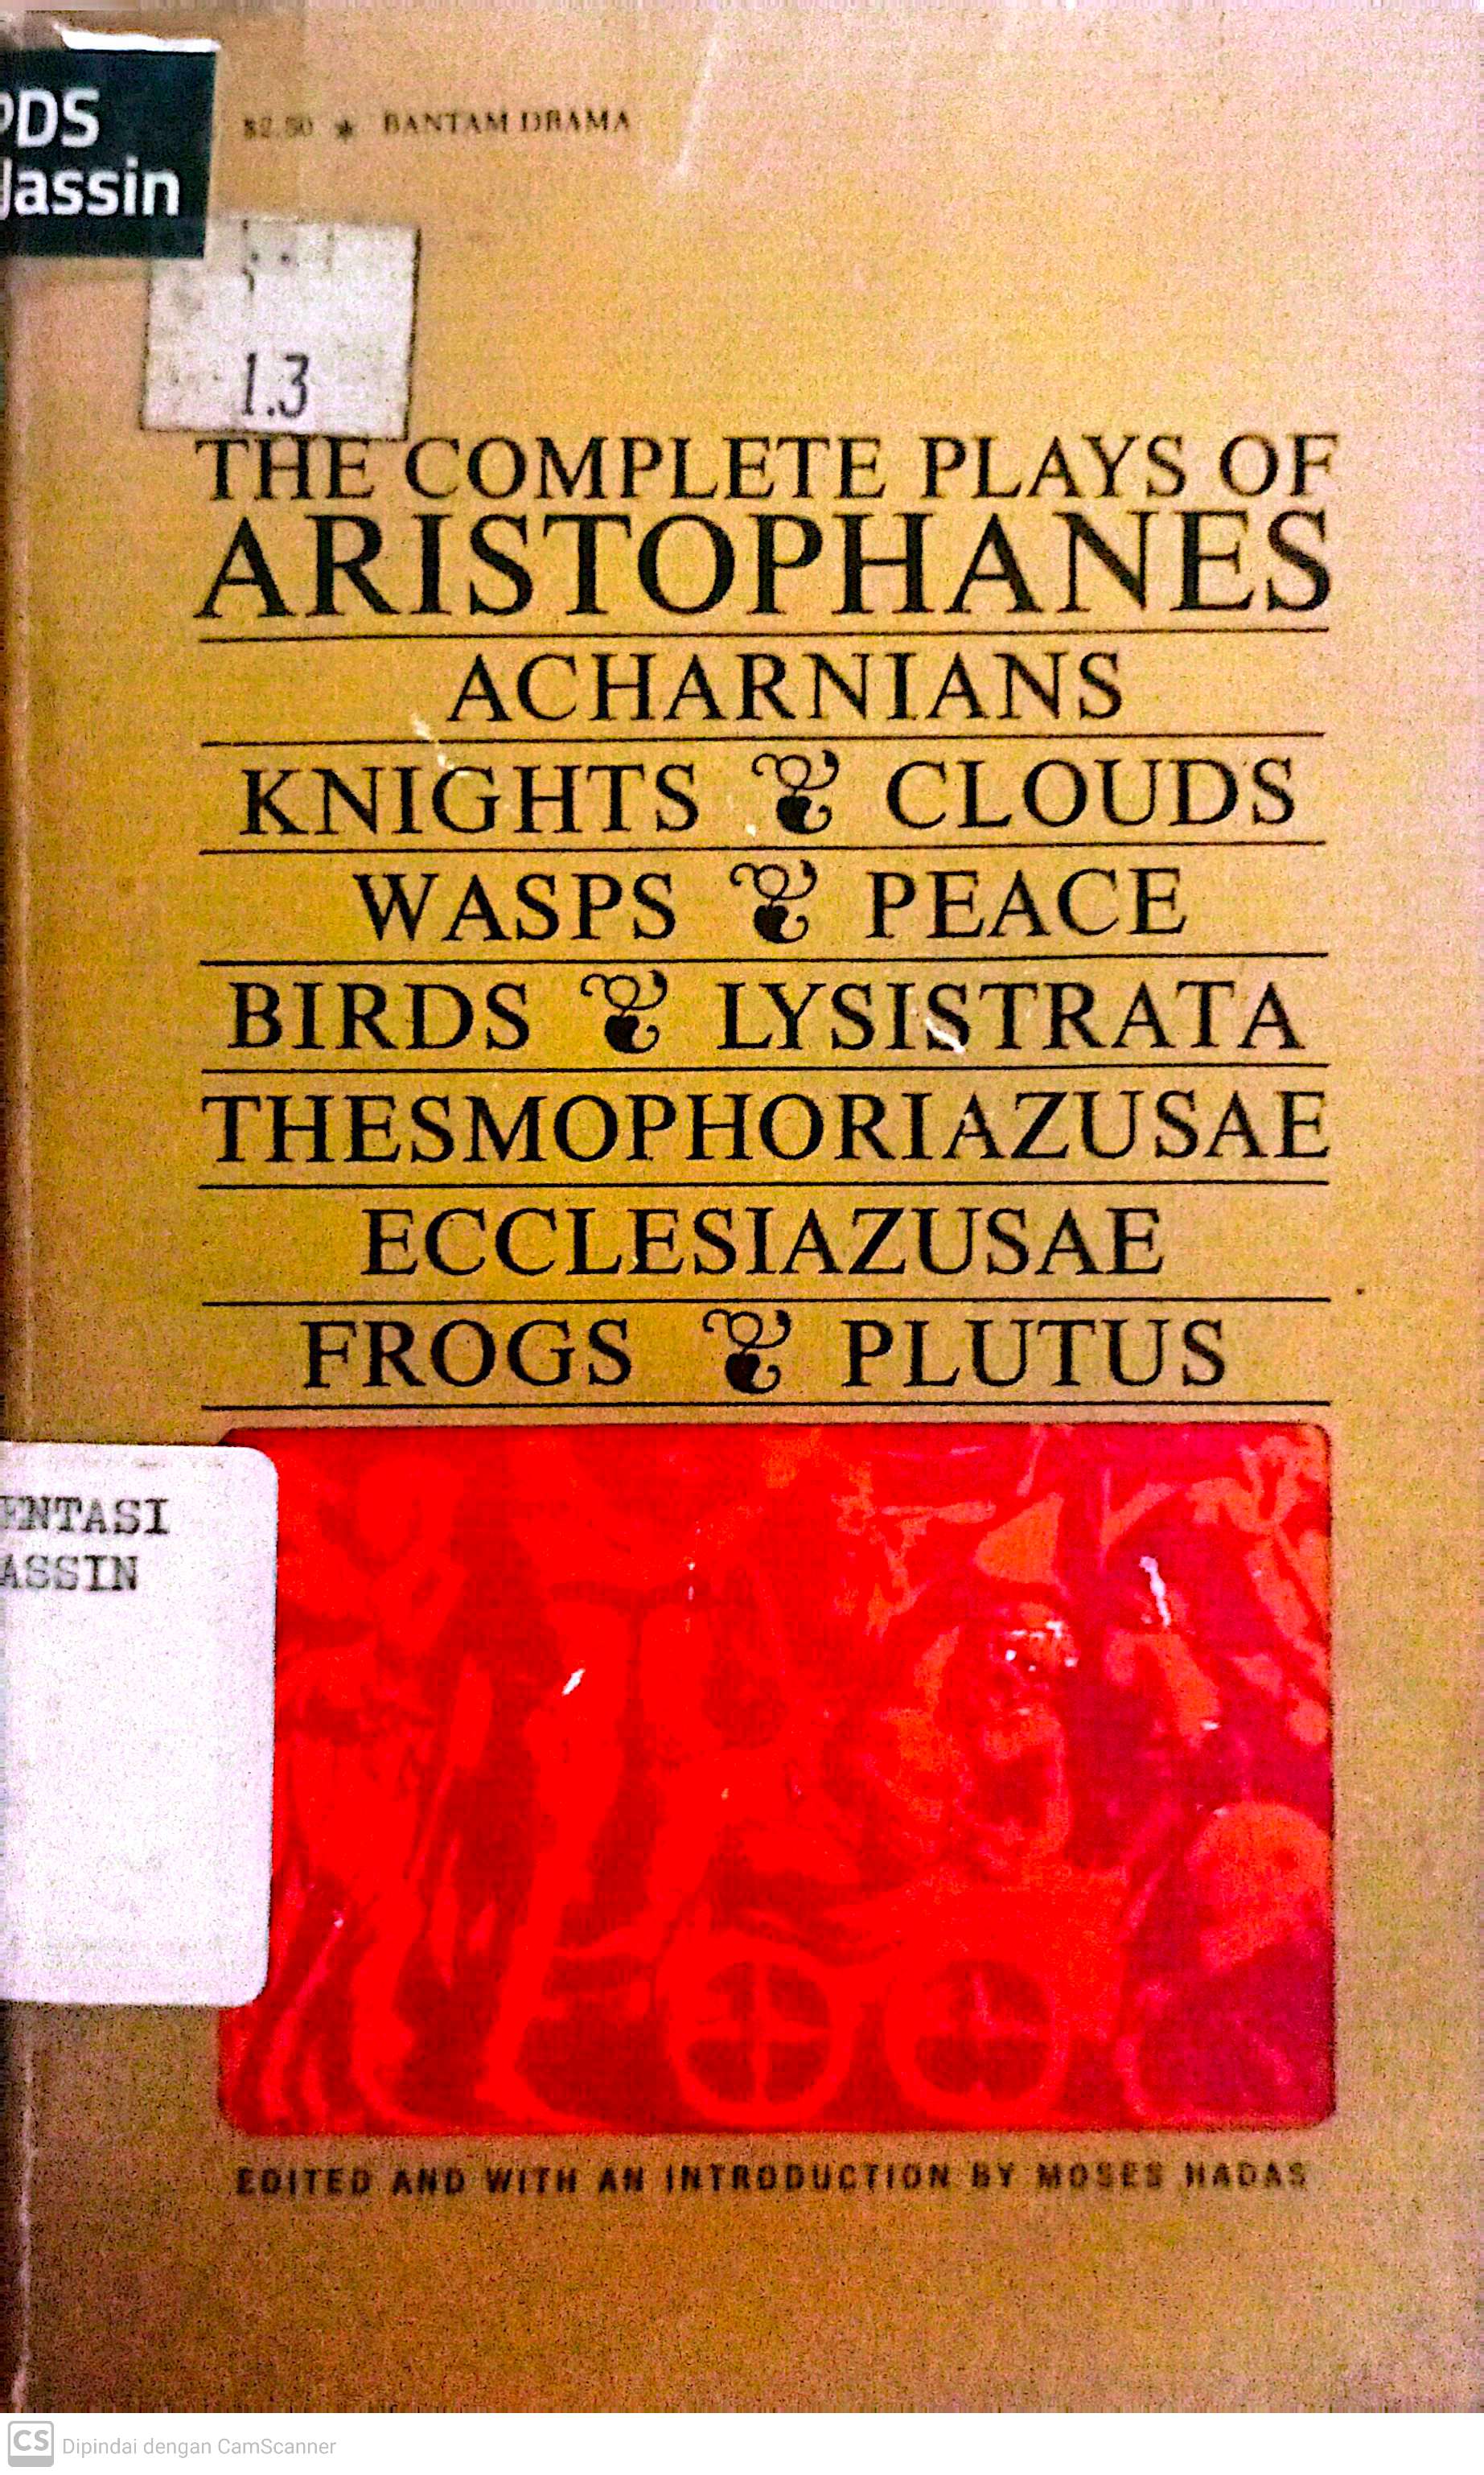 PDS
Jassin
$2.50 * BANTAM DRAMA
1.3
THE COMPLETE PLAYS OF
ARISTOPHANES
ACHARNIANS
KNIGHTS CLOUDS
WASPS PEACE
BIRDS LYSISTRATA
THESMOPHORIAZUSAE
ECCLESIAZUSAE
FROGS PLUTUS
ENTASI
ASSIN
EDITED AND WITH AN INTRODUCTION BY MOSES HADAS
CS Dipindai dengan CamScanner